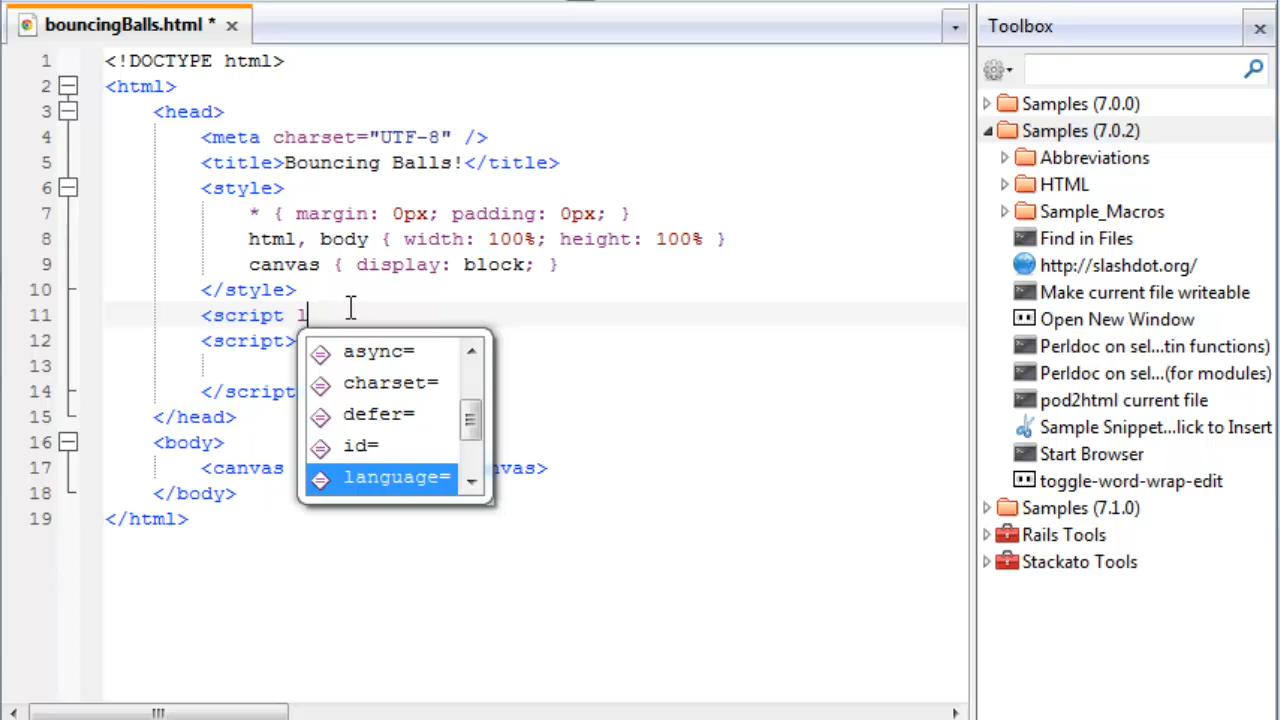 bouncingBalls.html *
1 <!DOCTYPE html>
2 <html>
3 <head>
4 <meta charset="UTF-8" />
5 <title>Bouncing Balls!</title>
6 <style>
7 * { margin: 0px; padding: 0px; }
8 html, body { width: 100%; height: 100% }
9 canvas { display: block; }
10 </style>
11 <script l
12 <script>
13
14 </script
15 </head>
16 <body>
17 <canvas nvas>
18 </body>
19 </html>
async=
charset=
defer=
id=
language=
Toolbox
Samples (7.0.0)
Samples (7.0.2)
Abbreviations
HTML
Sample_Macros
Find in Files
http://slashdot.org/
Make current file writeable
Open New Window
Perldoc on sel...tin functions)
Perldoc on sel...(for modules)
pod2html current file
Sample Snippet...lick to Insert
Start Browser
toggle-word-wrap-edit
Samples (7.1.0)
Rails Tools
Stackato Tools